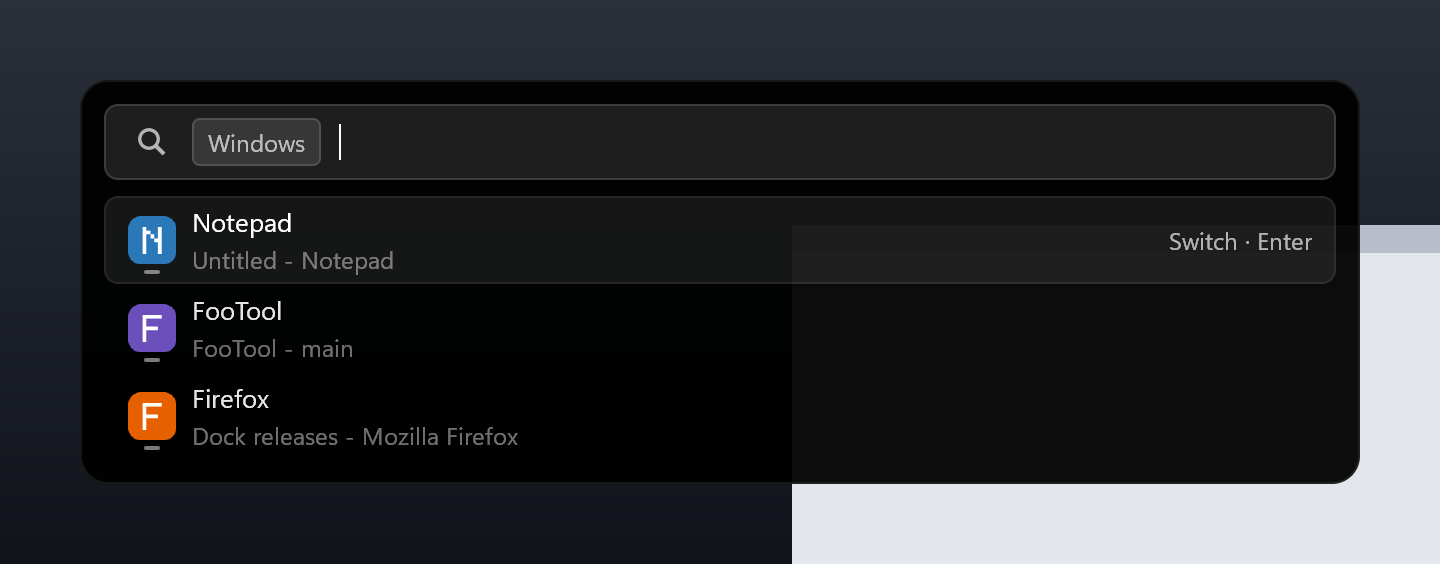 Windows
Notepad
Untitled - Notepad
Switch · Enter
FooTool
FooTool - main
Firefox
Dock releases - Mozilla Firefox
N
F
F